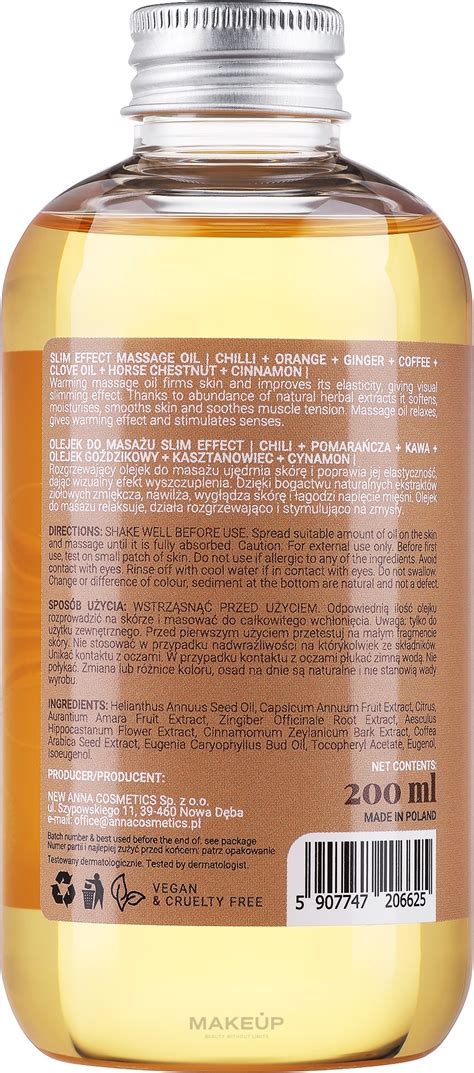 SLIM EFFECT MASSAGE OIL | CHILLI + ORANGE + GINGER + COFFEE +
CLOVE OIL + HORSE CHESTNUT + CINNAMON |
Warming massage oil firms skin and improves its elasticity, giving visual
slimming effect. Thanks to abundance of natural herbal extracts it softens,
moisturises, smooths skin and soothes muscle tension. Massage oil relaxes,
gives warming effect and stimulates senses.
OLEJEK DO MASAŻU SLIM EFFECT | CHILI + POMARAŃCZA + KAWA +
OLEJEK GOŹDZIKOWY + KASZTANOWIEC + CYNAMON |
Rozgrzewający olejek do masażu ujędrnia skórę i poprawia jej elastyczność,
dając wizualny efekt wyszczuplenia. Dzięki bogactwu naturalnych ekstraktów
ziołowych zmiękcza, nawilża, wygładza skórę i łagodzi napięcie mięśni. Olejek
do masażu relaksuje, działa rozgrzewająco i stymulująco na zmysły.
DIRECTIONS: SHAKE WELL BEFORE USE. Spread suitable amount of oil on the skin
and massage until it is fully absorbed. Caution: For external use only. Before first
use, test on small patch of skin. Do not use if allergic to any of the ingredients. Avoid
contact with eyes. Rinse off with cool water if in contact with eyes. Do not swallow.
Change or difference of colour, sediment at the bottom are natural and not a defect.
SPOSÓB UŻYCIA: WSTRZĄSNĄĆ PRZED UŻYCIEM. Odpowiednią ilość olejku
rozprowadzić na skórze i masować do całkowitego wchłonięcia. Uwaga: tylko do
użytku zewnętrznego. Przed pierwszym użyciem przetestuj na małym fragmencie
skóry. Nie stosować w przypadku nadwrażliwości na którykolwiek ze składników.
Unikać kontaktu z oczami. W przypadku kontaktu z oczami płukać zimną wodą. Nie
połykać. Zmiana lub różnice koloru, osad na dnie są naturalne i nie stanowią wady
wyrobu.
INGREDIENTS: Helianthus Annuus Seed Oil, Capsicum Annuum Fruit Extract, Citrus,
Aurantium Amara Fruit Extract, Zingiber Officinale Root Extract, Aesculus
Hippocastanum Flower Extract, Cinnamomum Zeylanicum Bark Extract, Coffea
Arabica Seed Extract, Eugenia Caryophyllus Bud Oil, Tocopheryl Acetate, Eugenol,
Isoeugenol.
PRODUCER/PRODUCENT:
NEW ANNA COSMETICS Sp. z o.o.
ul. Szypowskiego 11, 39-460 Nowa Dęba
e-mail: office@annacosmetics.pl
NET CONTENTS:
200 ml
MADE IN POLAND
Batch number & best used before the end of: see package
Numer partii i najlepiej zużyć przed końcem: patrz opakowanie
Testowany dermatologicznie. Tested by dermatologist.
VEGAN
& CRUELTY FREE
5 907747 206625
MAKEUP
BEAUTY WITHOUT LIMITS